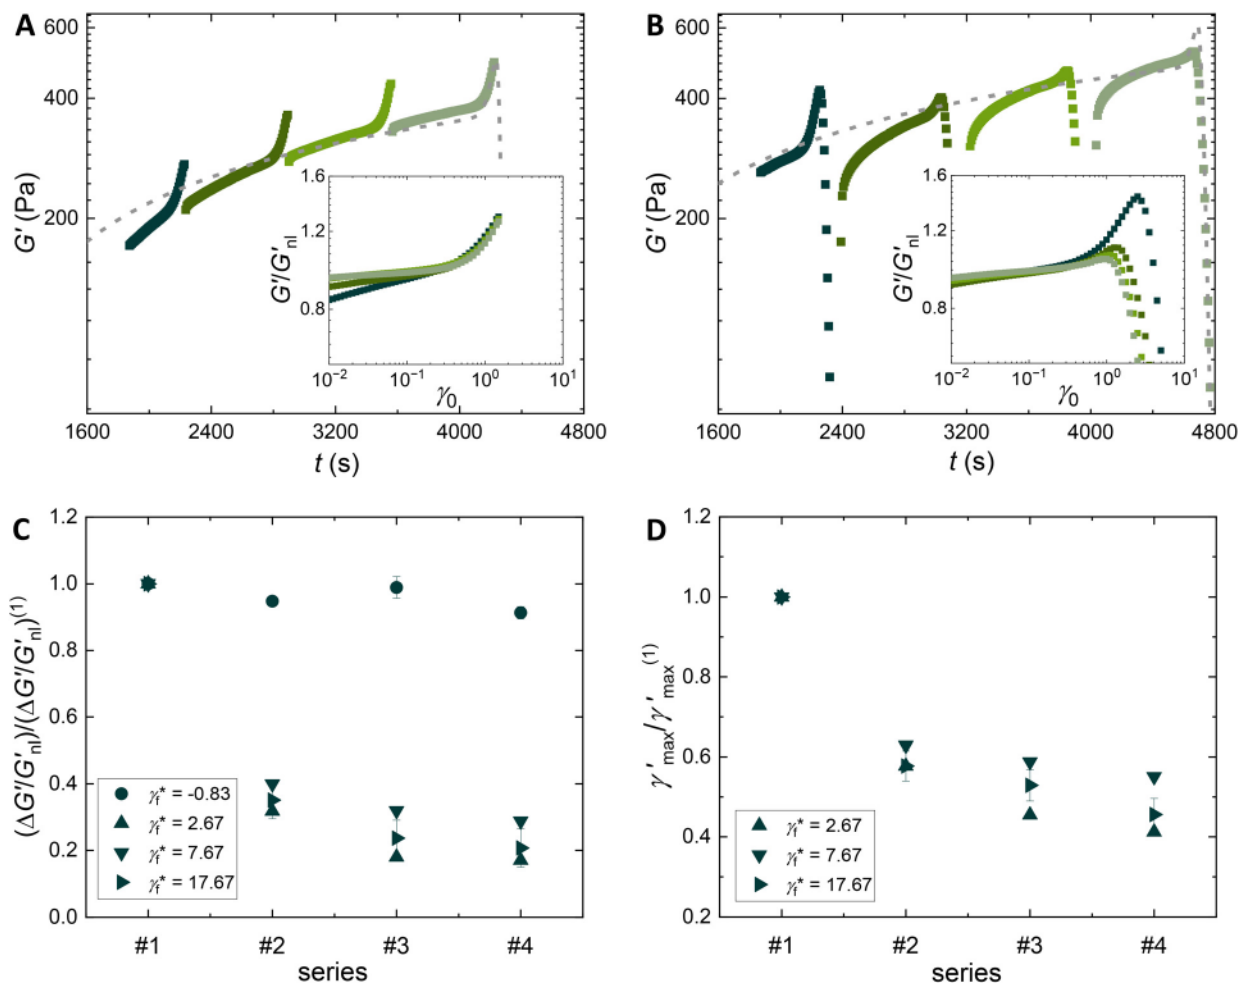 A
600
400
200
G′ (Pa)
1600 2400 3200 4000 4800
t (s)
1.6
1.2
0.8
G′/G′nl
10⁻² 10⁻¹ 10⁰ 10¹
γ0
B
600
400
200
G′ (Pa)
1600 2400 3200 4000 4800
t (s)
1.6
1.2
0.8
G′/G′nl
10⁻² 10⁻¹ 10⁰ 10¹
γ0
C
1.2
1.0
0.8
0.6
0.4
0.2
0.0
(ΔG′/G′nl)/(ΔG′/G′nl)⁽¹⁾
γf* = -0.83
γf* = 2.67
γf* = 7.67
γf* = 17.67
#1 #2 #3 #4
series
D
1.2
1.0
0.8
0.6
0.4
0.2
γ′max/γ′max⁽¹⁾
γf* = 2.67
γf* = 7.67
γf* = 17.67
#1 #2 #3 #4
series